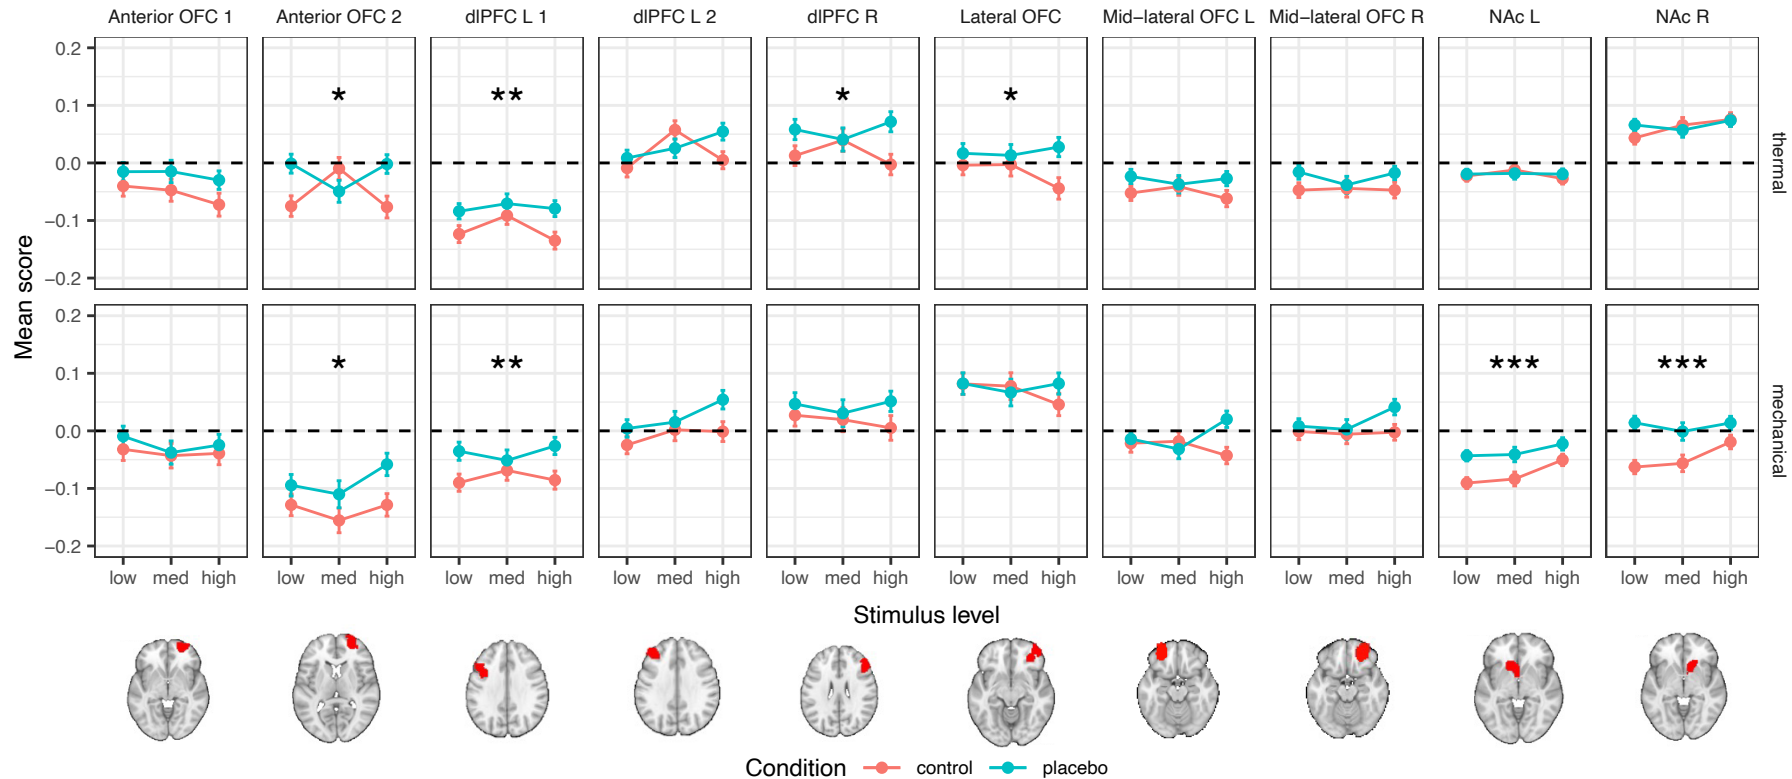 Anterior OFC 1 Anterior OFC 2 dlPFC L 1 dlPFC L 2 dlPFC R Lateral OFC Mid−lateral OFC L Mid−lateral OFC R NAc L NAc R
0.2
0.1 * ** * *
0.0
−0.1
−0.2
thermal
Mean score
0.2
0.1 * ** *** ***
0.0
−0.1
−0.2
mechanical
low med high low med high low med high low med high low med high low med high low med high low med high low med high low med high
Stimulus level
Condition control placebo